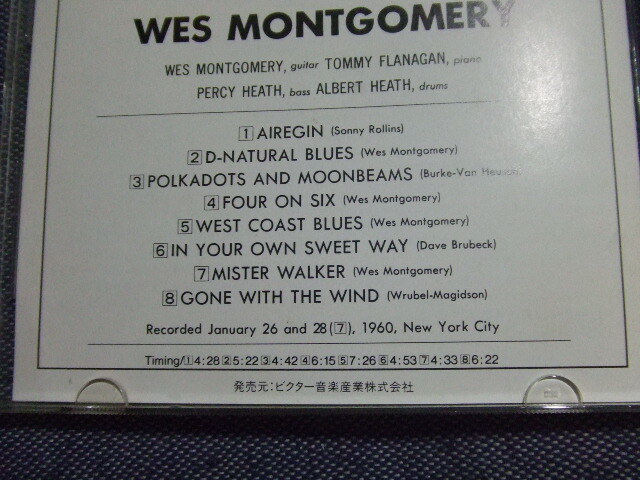 WES MONTGOMERY
WES MONTGOMERY, guitar TOMMY FLANAGAN, piano
PERCY HEATH, bass ALBERT HEATH, drums
1 AIREGIN (Sonny Rollins)
2 D-NATURAL BLUES (Wes Montgomery)
3 POLKADOTS AND MOONBEAMS (Burke-Van Heusen)
4 FOUR ON SIX (Wes Montgomery)
5 WEST COAST BLUES (Wes Montgomery)
6 IN YOUR OWN SWEET WAY (Dave Brubeck)
7 MISTER WALKER (Wes Montgomery)
8 GONE WITH THE WIND (Wrubel-Magidson)
Recorded January 26 and 28 (7), 1960, New York City
Timing/1 4:28 2 5:22 3 4:42 4 6:15 5 7:26 6 4:53 7 4:33 8 6:22
発売元:ビクター音楽産業株式会社